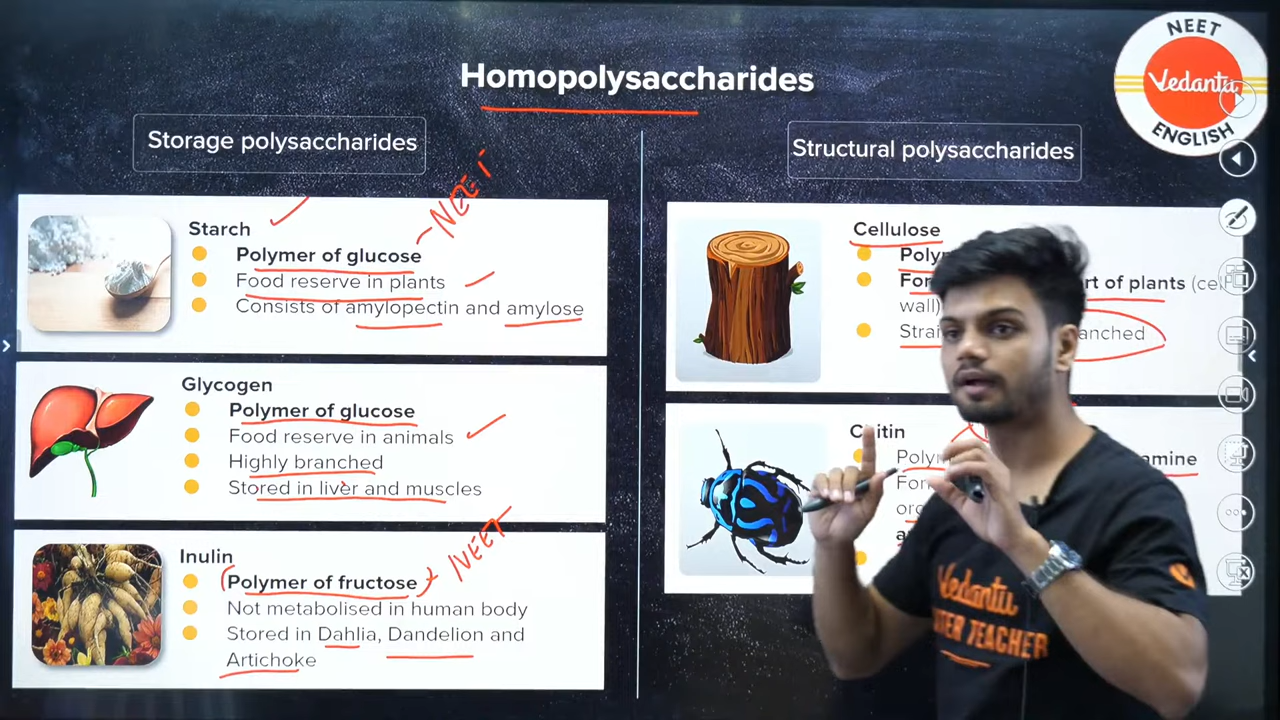 Homopolysaccharides
NEET
Vedantu
ENGLISH
Storage polysaccharides
Starch
Polymer of glucose
NEET
Food reserve in plants
Consists of amylopectin and amylose
Glycogen
Polymer of glucose
Food reserve in animals
Highly branched
Stored in liver and muscles
Inulin
Polymer of fructose
NEET
Not metabolised in human body
Stored in Dahlia, Dandelion and
Artichoke
Structural polysaccharides
Cellulose
of plants (cell
wall)
Vedantu
TEACHER